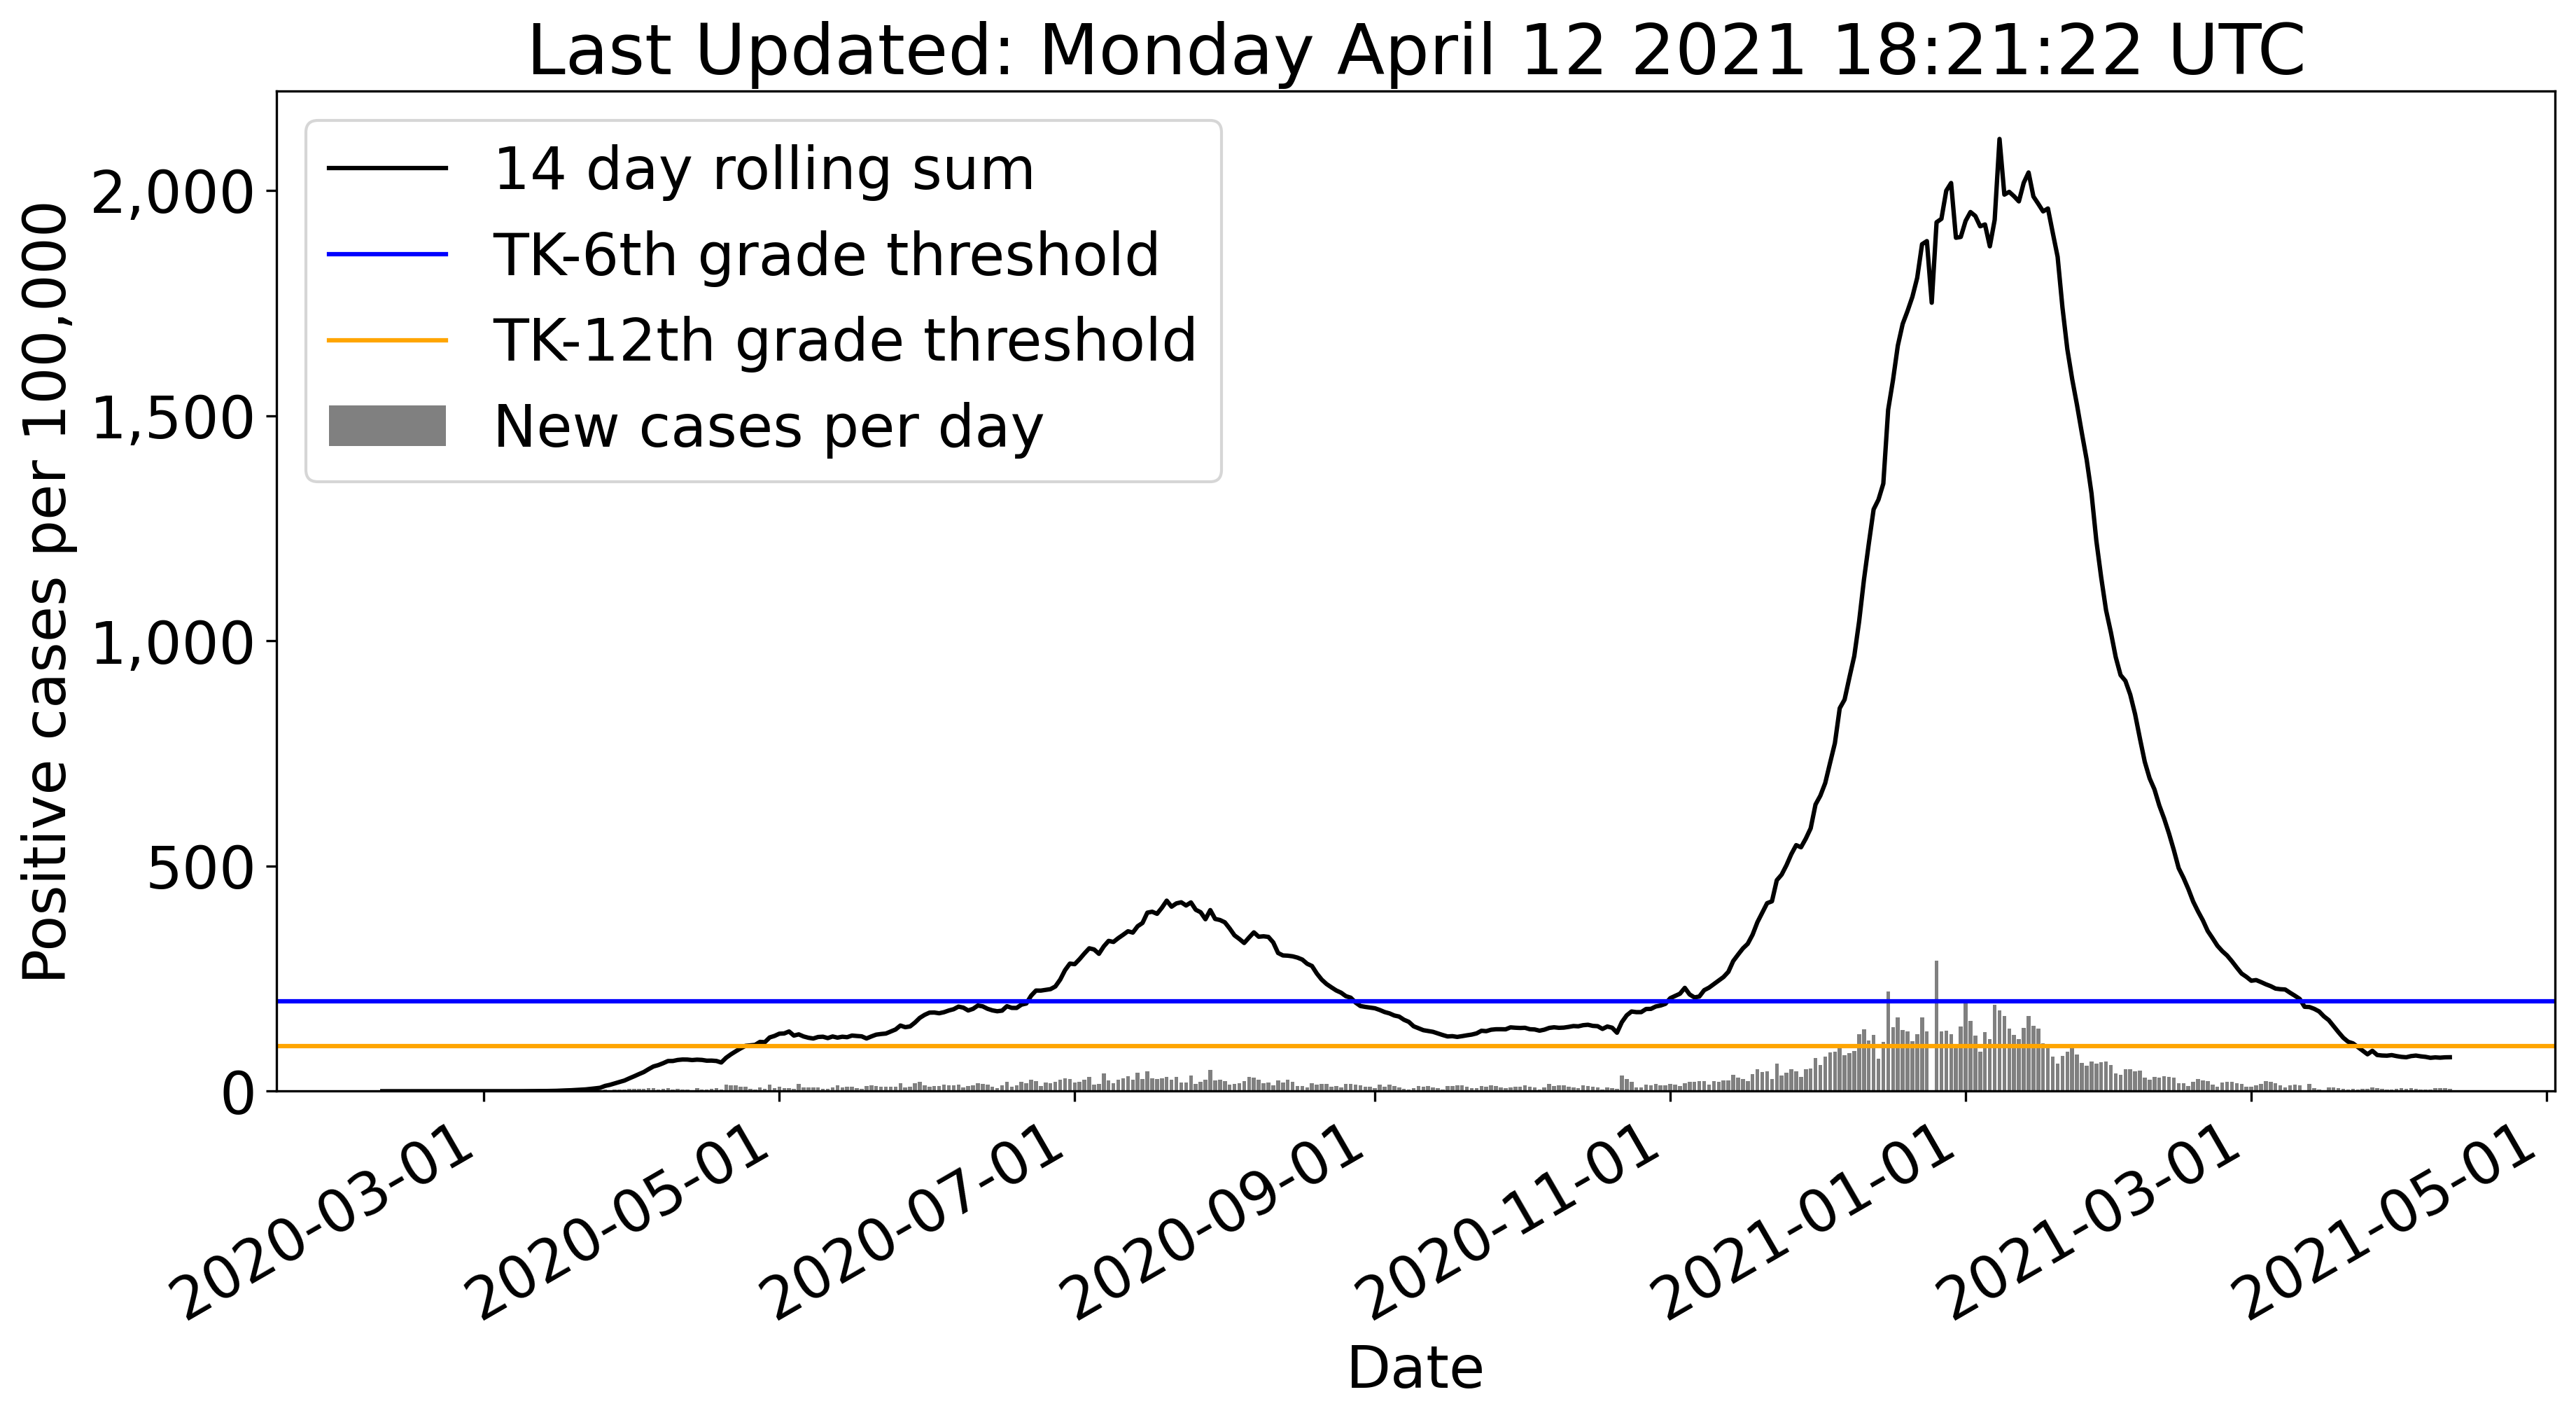 Last Updated: Monday April 12 2021 18:21:22 UTC
14 day rolling sum
TK-6th grade threshold
TK-12th grade threshold
New cases per day
Positive cases per 100,000
2,000
1,500
1,000
500
0
2020-03-01
2020-05-01
2020-07-01
2020-09-01
2020-11-01
2021-01-01
2021-03-01
2021-05-01
Date